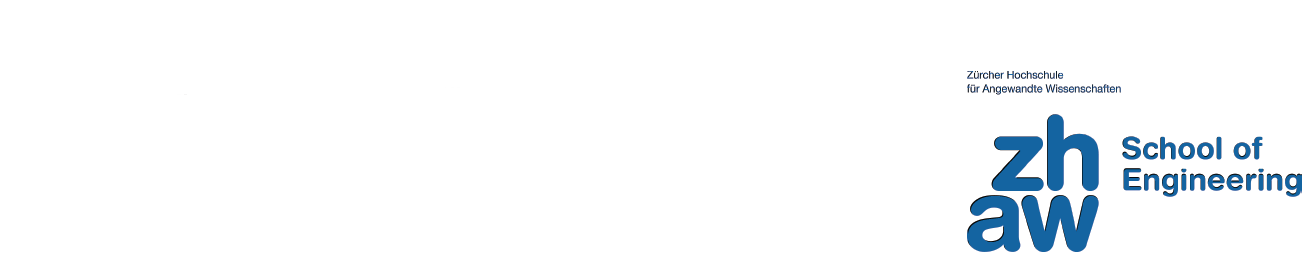 Zürcher Hochschule
für Angewandte Wissenschaften
zh
aw
School of
Engineering